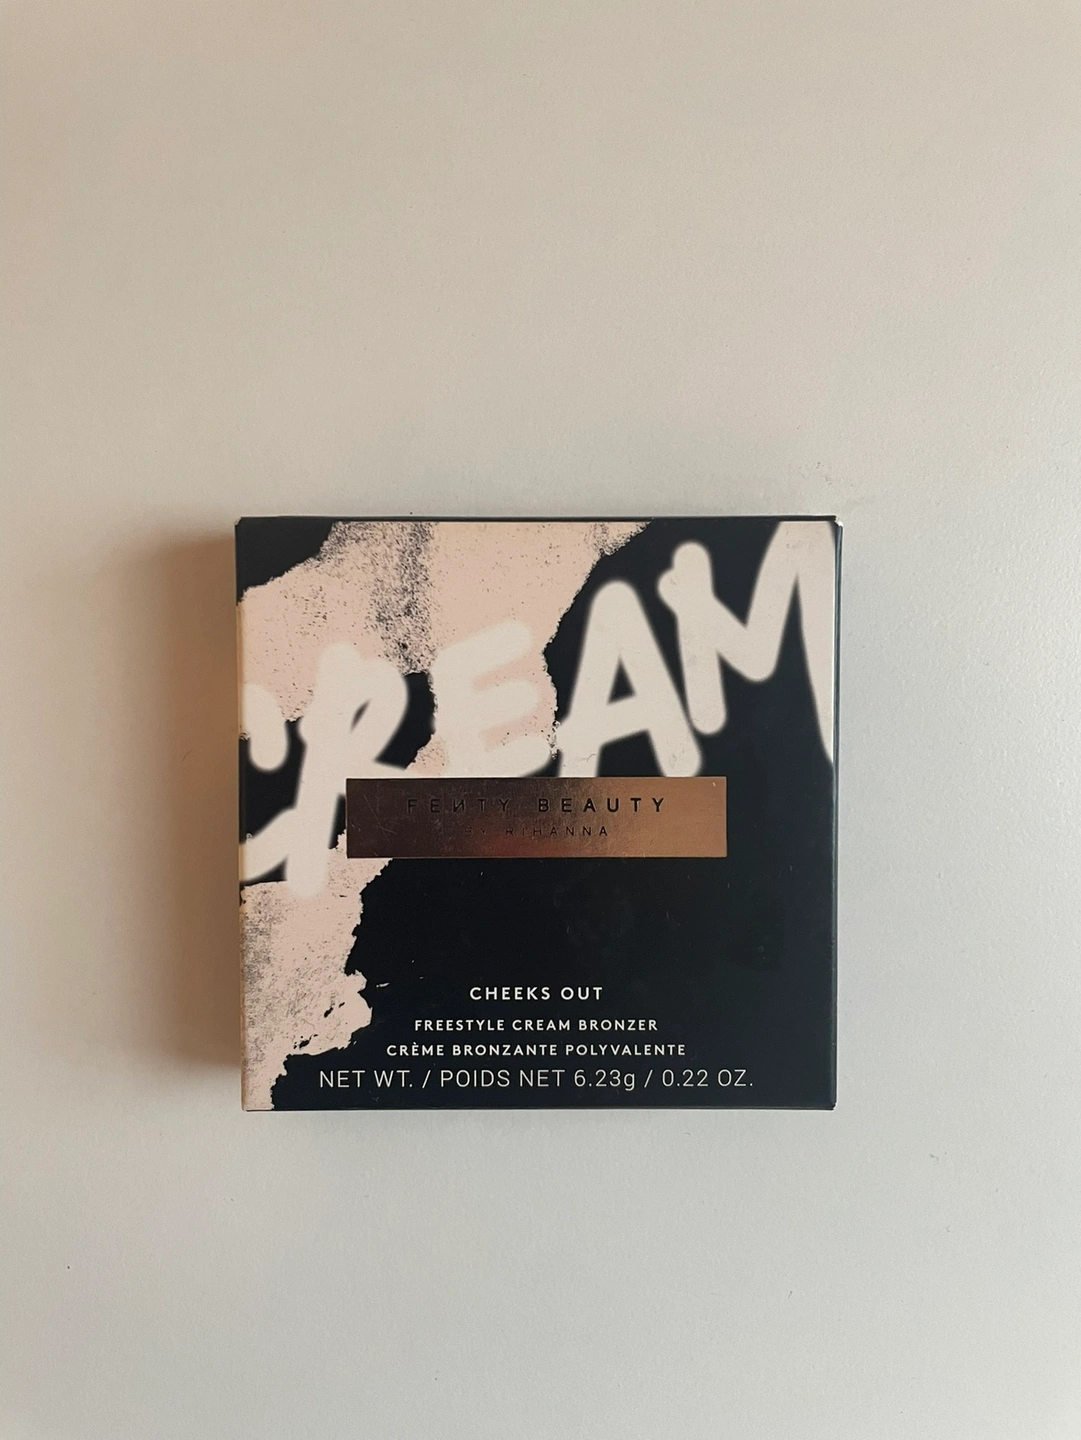 CREAM
FENTY BEAUTY
BY RIHANNA
CHEEKS OUT
FREESTYLE CREAM BRONZER
CRÈME BRONZANTE POLYVALENTE
NET WT. / POIDS NET 6.23g / 0.22 OZ.